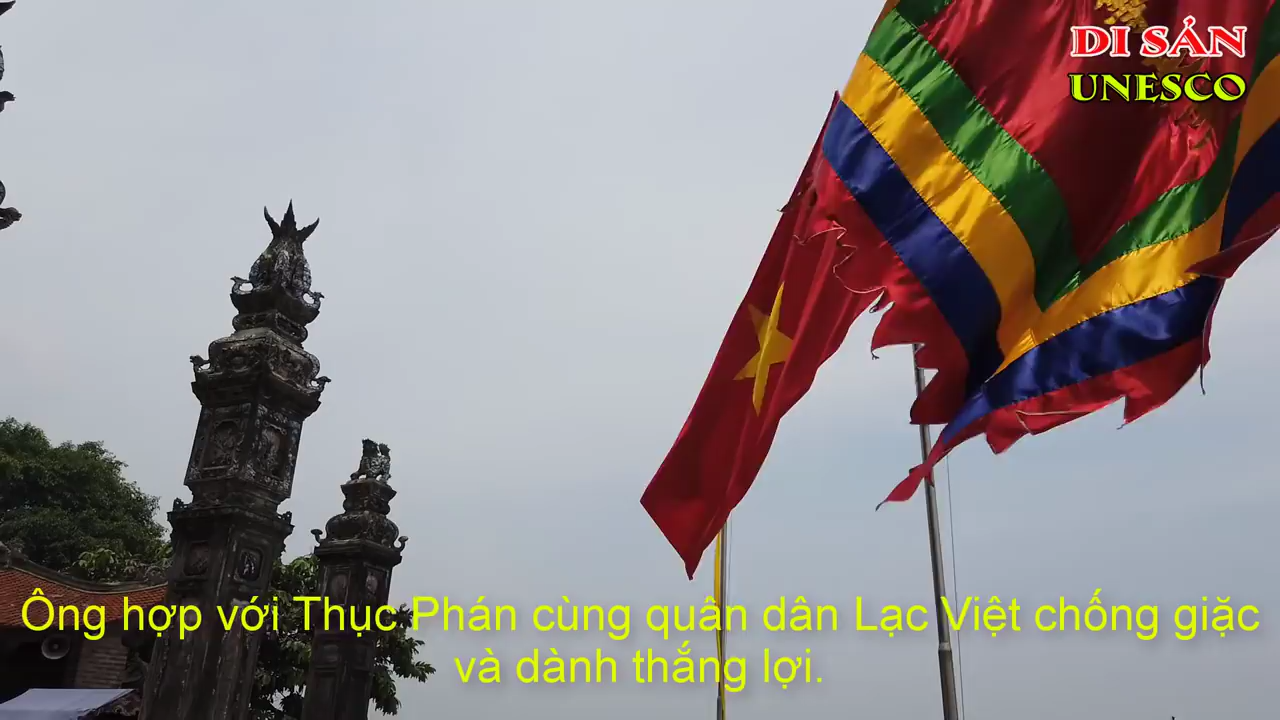 DI SẢN
UNESCO
Ông hợp với Thục Phán cùng quân dân Lạc Việt chống giặc
và dành thắng lợi.